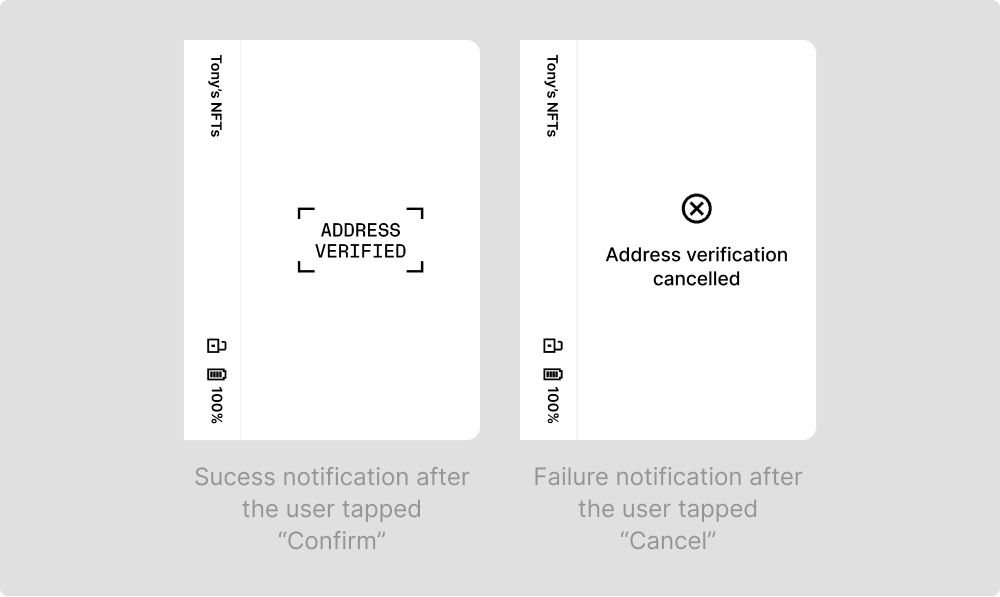 Tony's NFTs
ADDRESS
VERIFIED
100%
Sucess notification after
the user tapped
“Confirm”
Tony's NFTs
Address verification
cancelled
100%
Failure notification after
the user tapped
“Cancel”